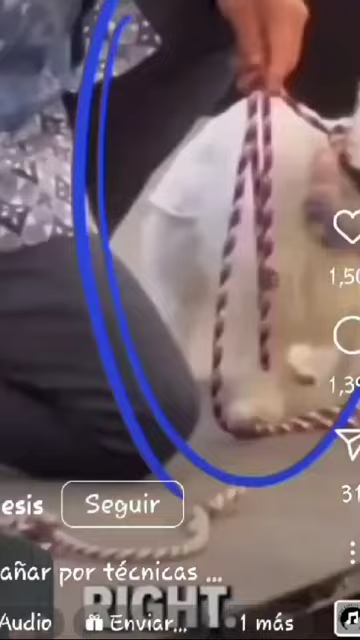 1,50
1,39
31
esis Seguir
añar por técnicas ...
RIGHT.
Audio Enviar... 1 más